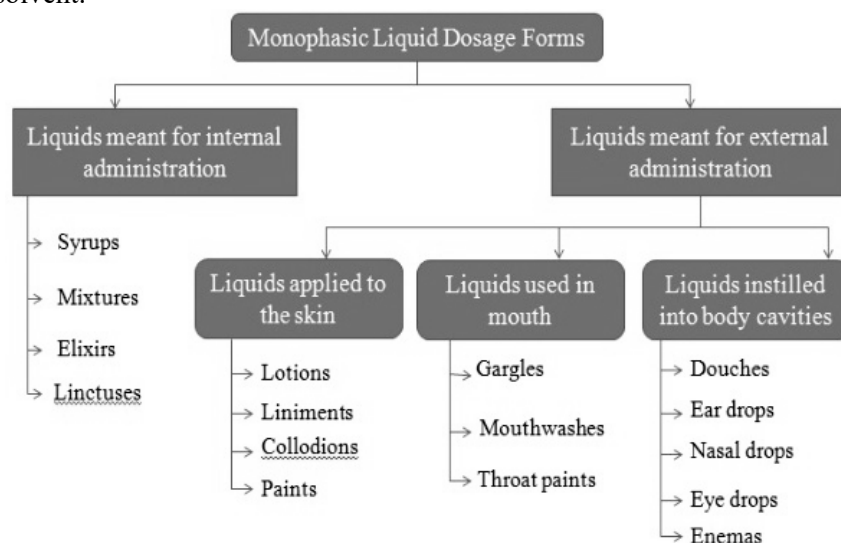 solvent.
Monophasic Liquid Dosage Forms
Liquids meant for internal
administration
Syrups
Mixtures
Elixirs
Linctuses
Liquids meant for external
administration
Liquids applied to
the skin
Lotions
Liniments
Collodions
Paints
Liquids used in
mouth
Gargles
Mouthwashes
Throat paints
Liquids instilled
into body cavities
Douches
Ear drops
Nasal drops
Eye drops
Enemas